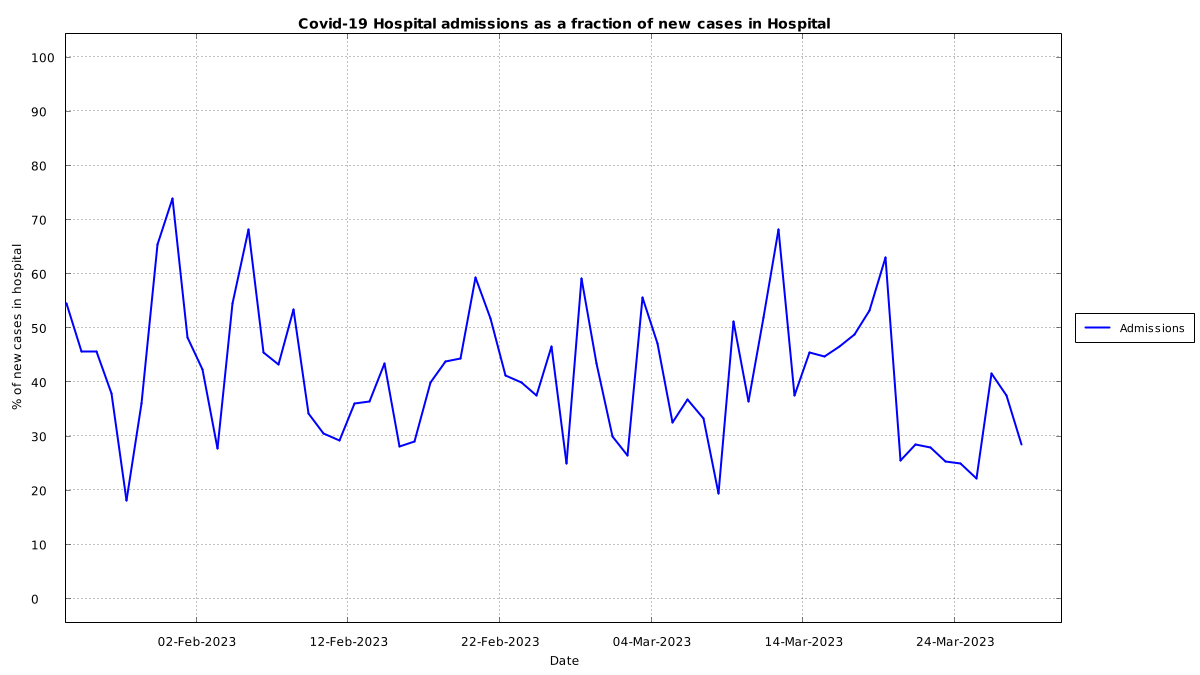 Covid-19 Hospital admissions as a fraction of new cases in Hospital
100
90
80
70
60
50
40
30
20
10
0
% of new cases in hospital
02-Feb-2023
12-Feb-2023
22-Feb-2023
04-Mar-2023
14-Mar-2023
24-Mar-2023
Date
Admissions